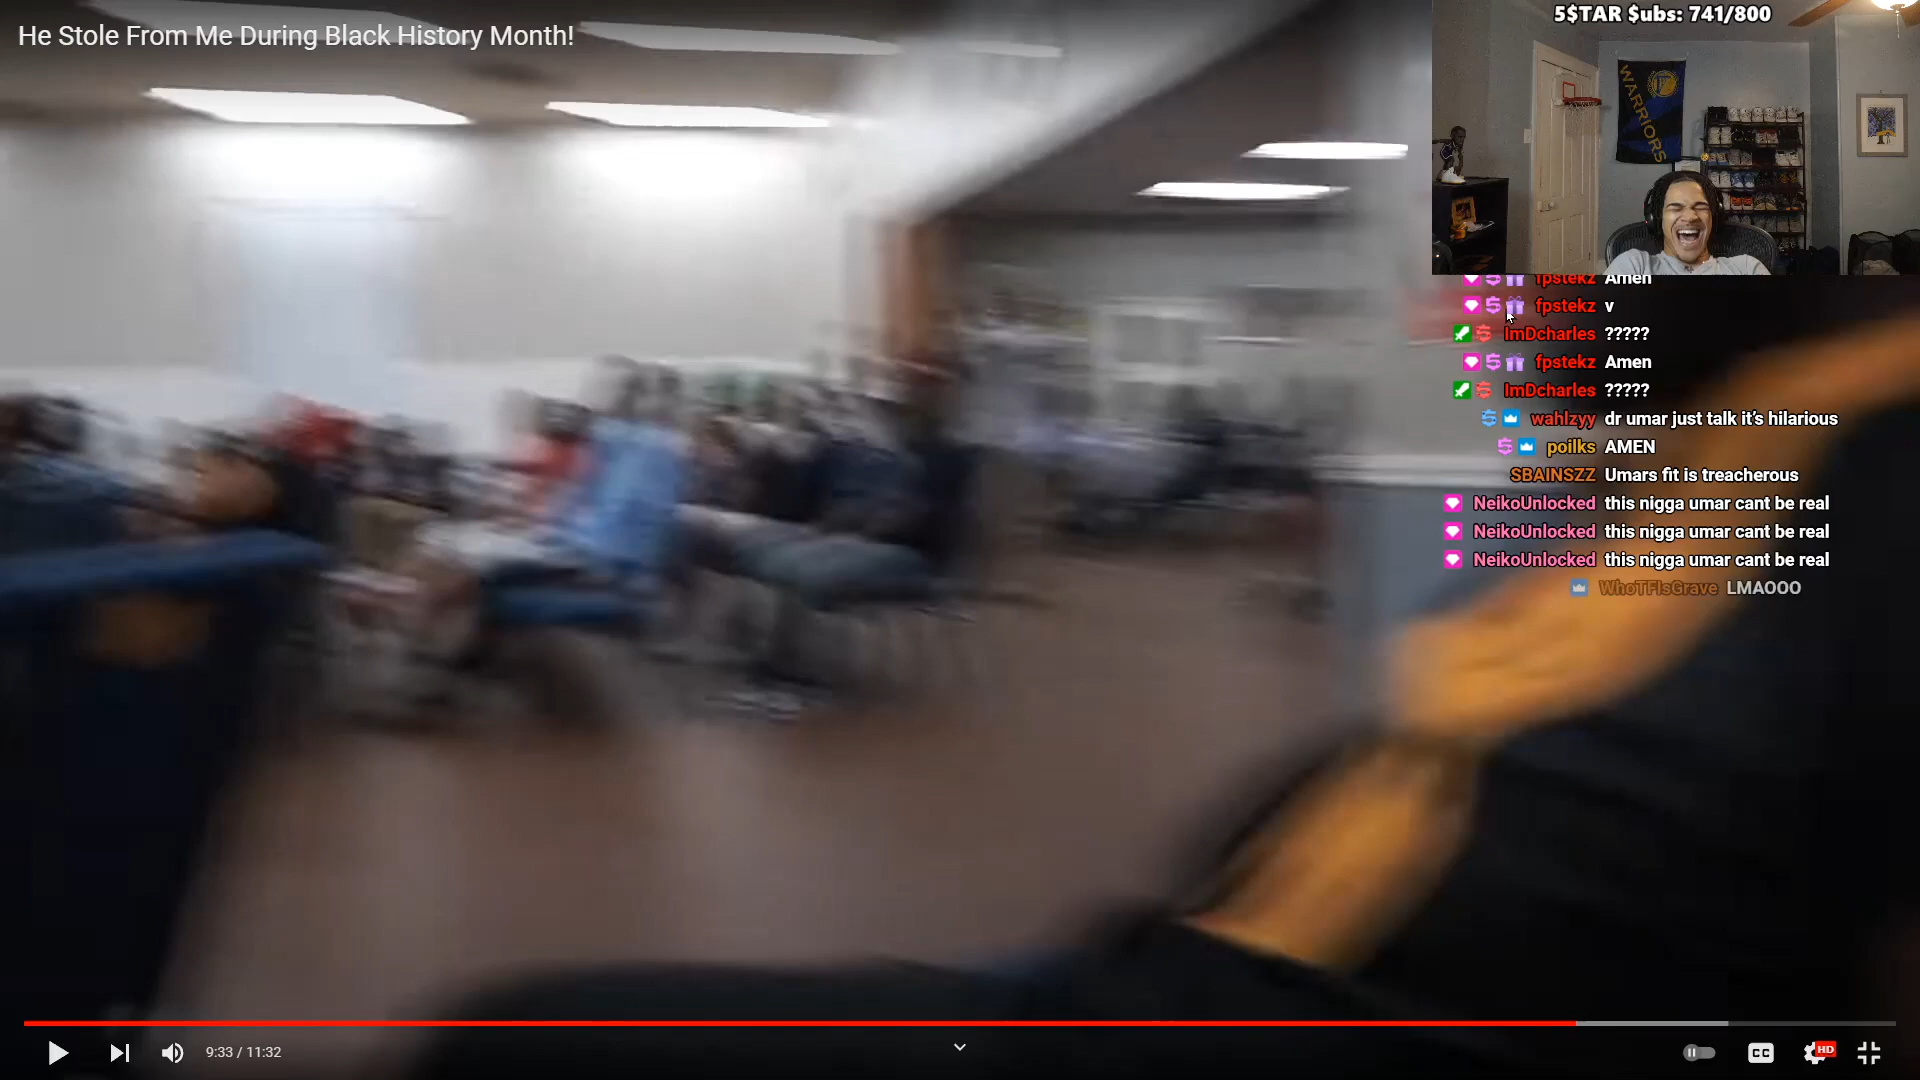 He Stole From Me During Black History Month!
5$TAR $ubs: 741/800
WARRIORS
fpstekz Amen
fpstekz v
ImDcharles ?????
fpstekz Amen
ImDcharles ?????
wahlzyy dr umar just talk it's hilarious
poilks AMEN
SBAINSZZ Umars fit is treacherous
NeikoUnlocked this nigga umar cant be real
NeikoUnlocked this nigga umar cant be real
NeikoUnlocked this nigga umar cant be real
WhoTFIsGrave LMAOOO
9:33 / 11:32
CC
HD